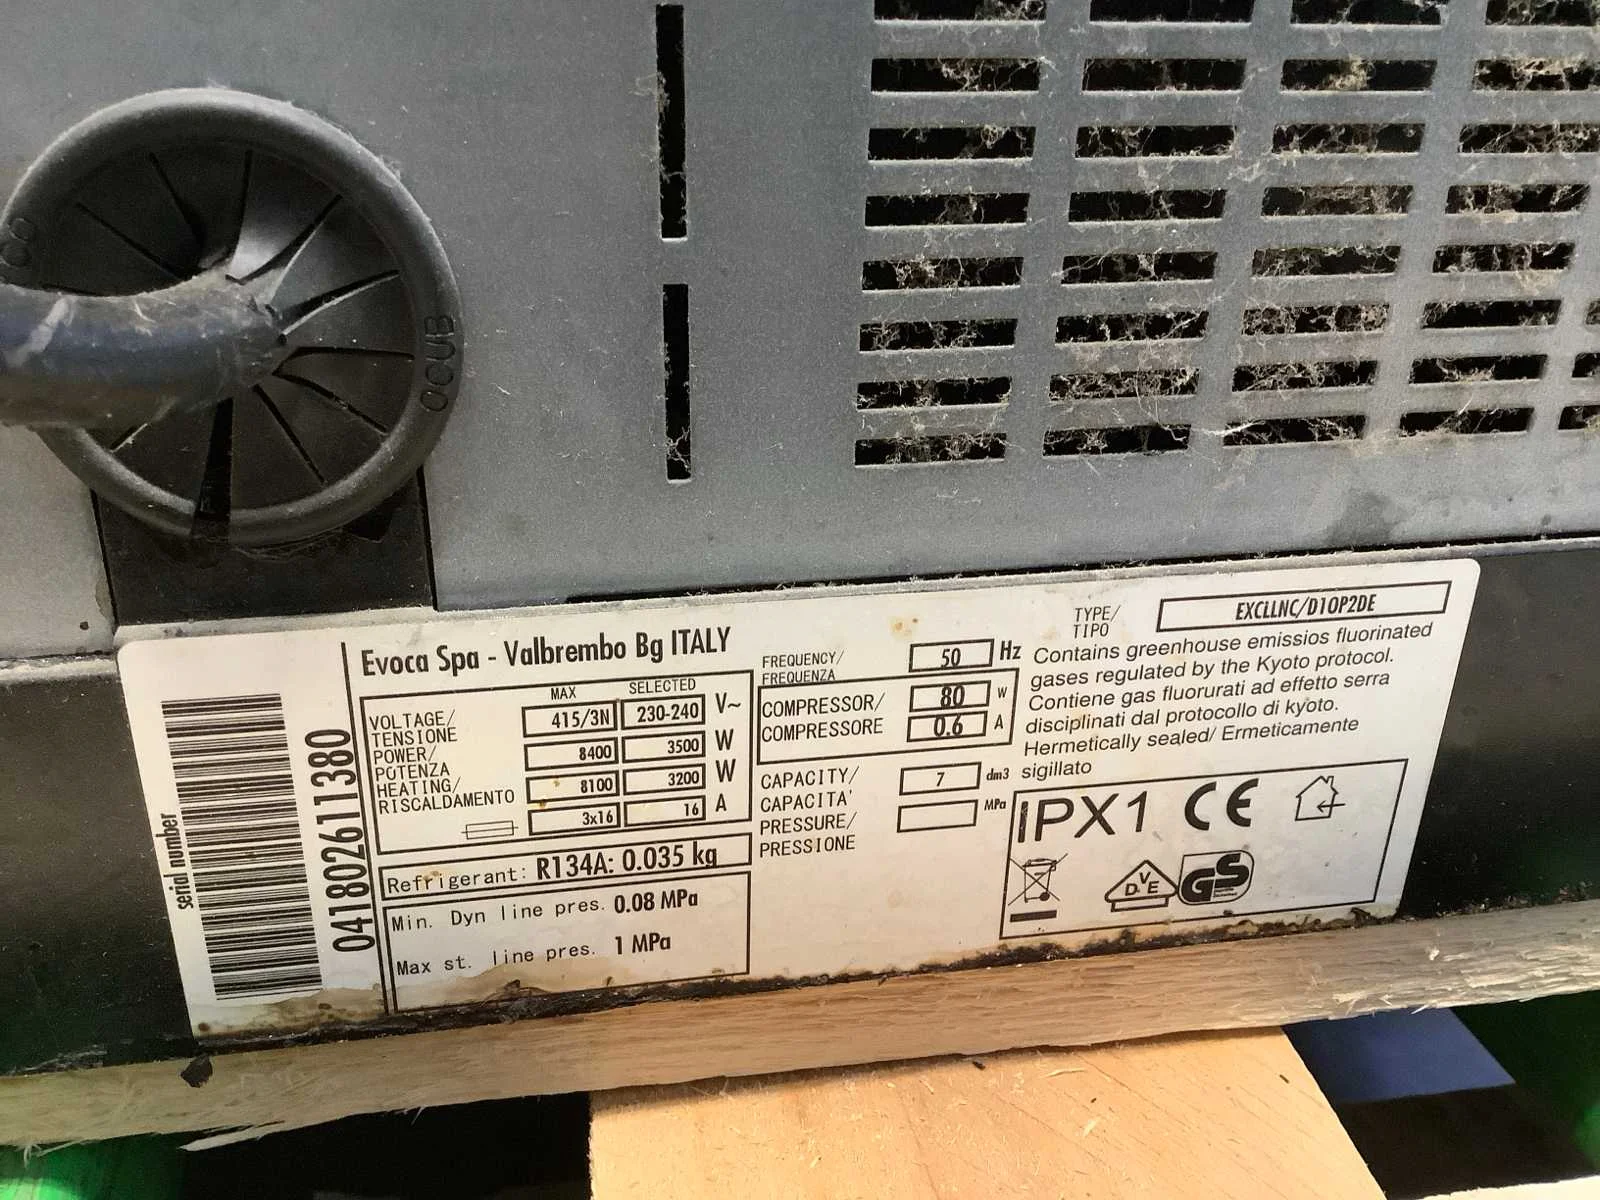 OCUB
serial number
04180261 1380
Evoca Spa - Valbrembo Bg ITALY
MAX SELECTED
VOLTAGE/
TENSIONE
415/3N 230-240 V~
POWER/
POTENZA
8400 3500 W
HEATING/
RISCALDAMENTO
8100 3200 W
3x16 16 A
Refrigerant: R134A: 0.035 kg
Min. Dyn line pres. 0.08 MPa
Max st. line pres. 1 MPa
FREQUENCY/
FREQUENZA
50 Hz
COMPRESSOR/
COMPRESSORE
80 W
0.6 A
CAPACITY/
CAPACITA'
7 dm3
PRESSURE/
PRESSIONE
MPa
TYPE/
TIPO
EXCLLNC/D10P2DE
Contains greenhouse emissios fluorinated
gases regulated by the Kyoto protocol.
Contiene gas fluorurati ad effetto serra
disciplinati dal protocollo di kyoto.
Hermetically sealed/ Ermeticamente
sigillato
IPX1 CE
DVE GS